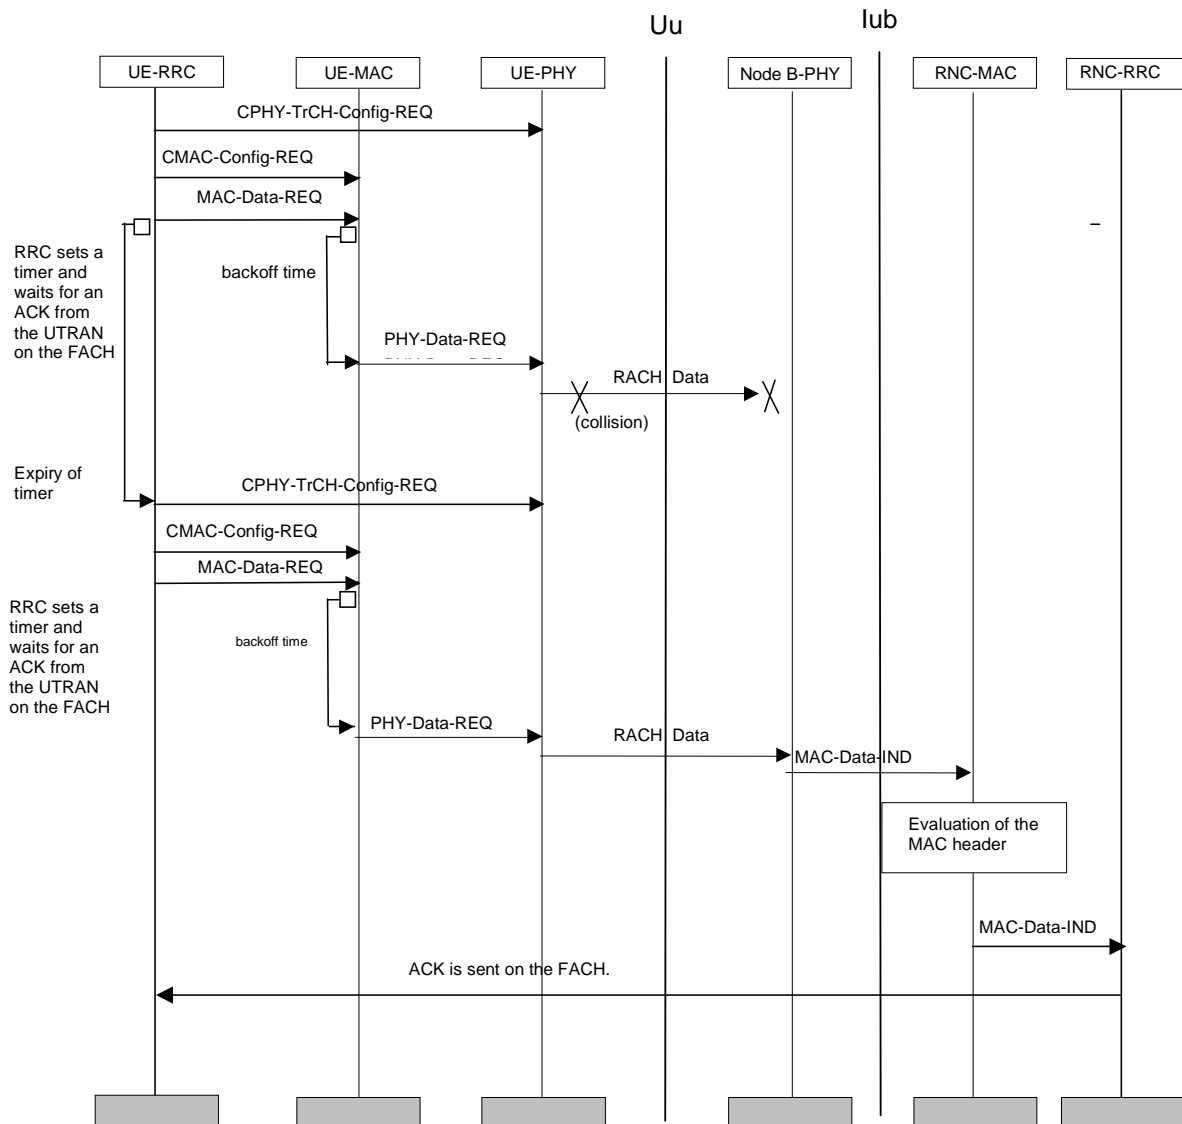 Uu
Iub
UE-RRC
UE-MAC
UE-PHY
Node B-PHY
RNC-MAC
RNC-RRC
CPHY-TrCH-Config-REQ
CMAC-Config-REQ
MAC-Data-REQ
RRC sets a
timer and
waits for an
ACK from
the UTRAN
on the FACH
backoff time
PHY-Data-REQ
RACH Data
(collision)
Expiry of
timer
CPHY-TrCH-Config-REQ
CMAC-Config-REQ
MAC-Data-REQ
RRC sets a
timer and
waits for an
ACK from
the UTRAN
on the FACH
backoff time
PHY-Data-REQ
RACH Data
MAC-Data-IND
Evaluation of the
MAC header
MAC-Data-IND
ACK is sent on the FACH.